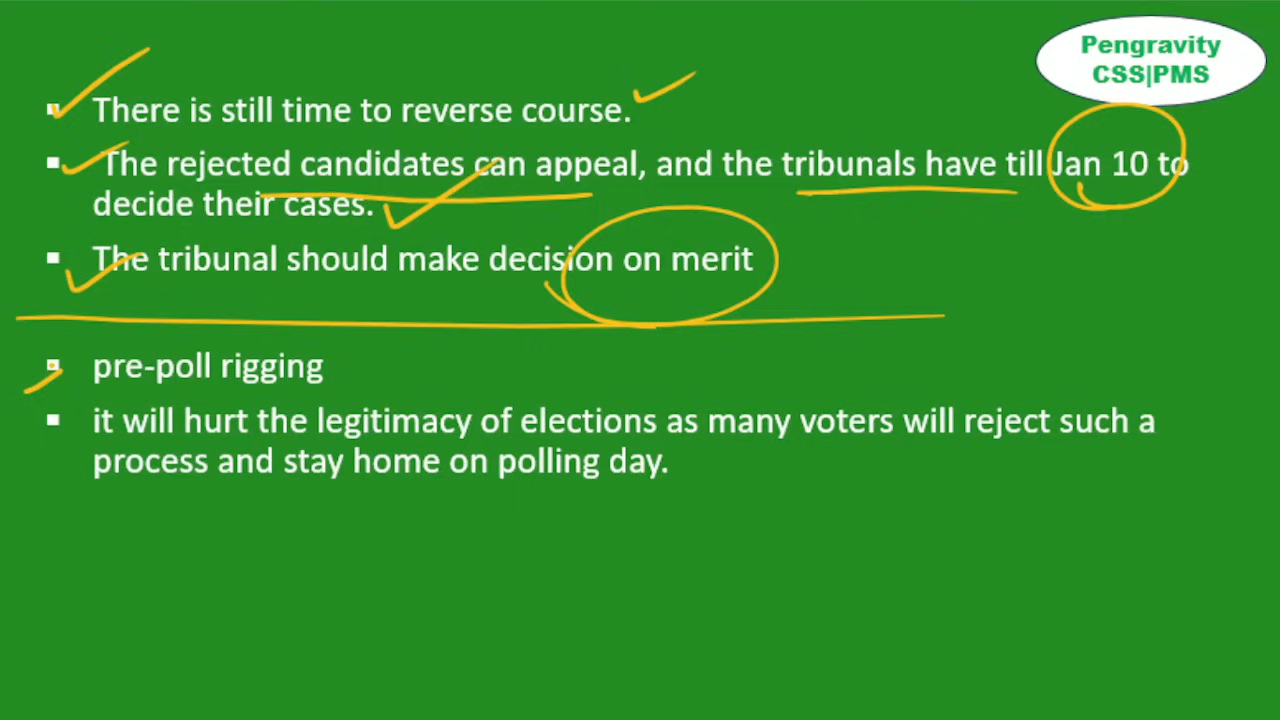 Pengravity
CSS|PMS
There is still time to reverse course.
The rejected candidates can appeal, and the tribunals have till Jan 10 to
decide their cases.
The tribunal should make decision on merit
pre-poll rigging
it will hurt the legitimacy of elections as many voters will reject such a
process and stay home on polling day.